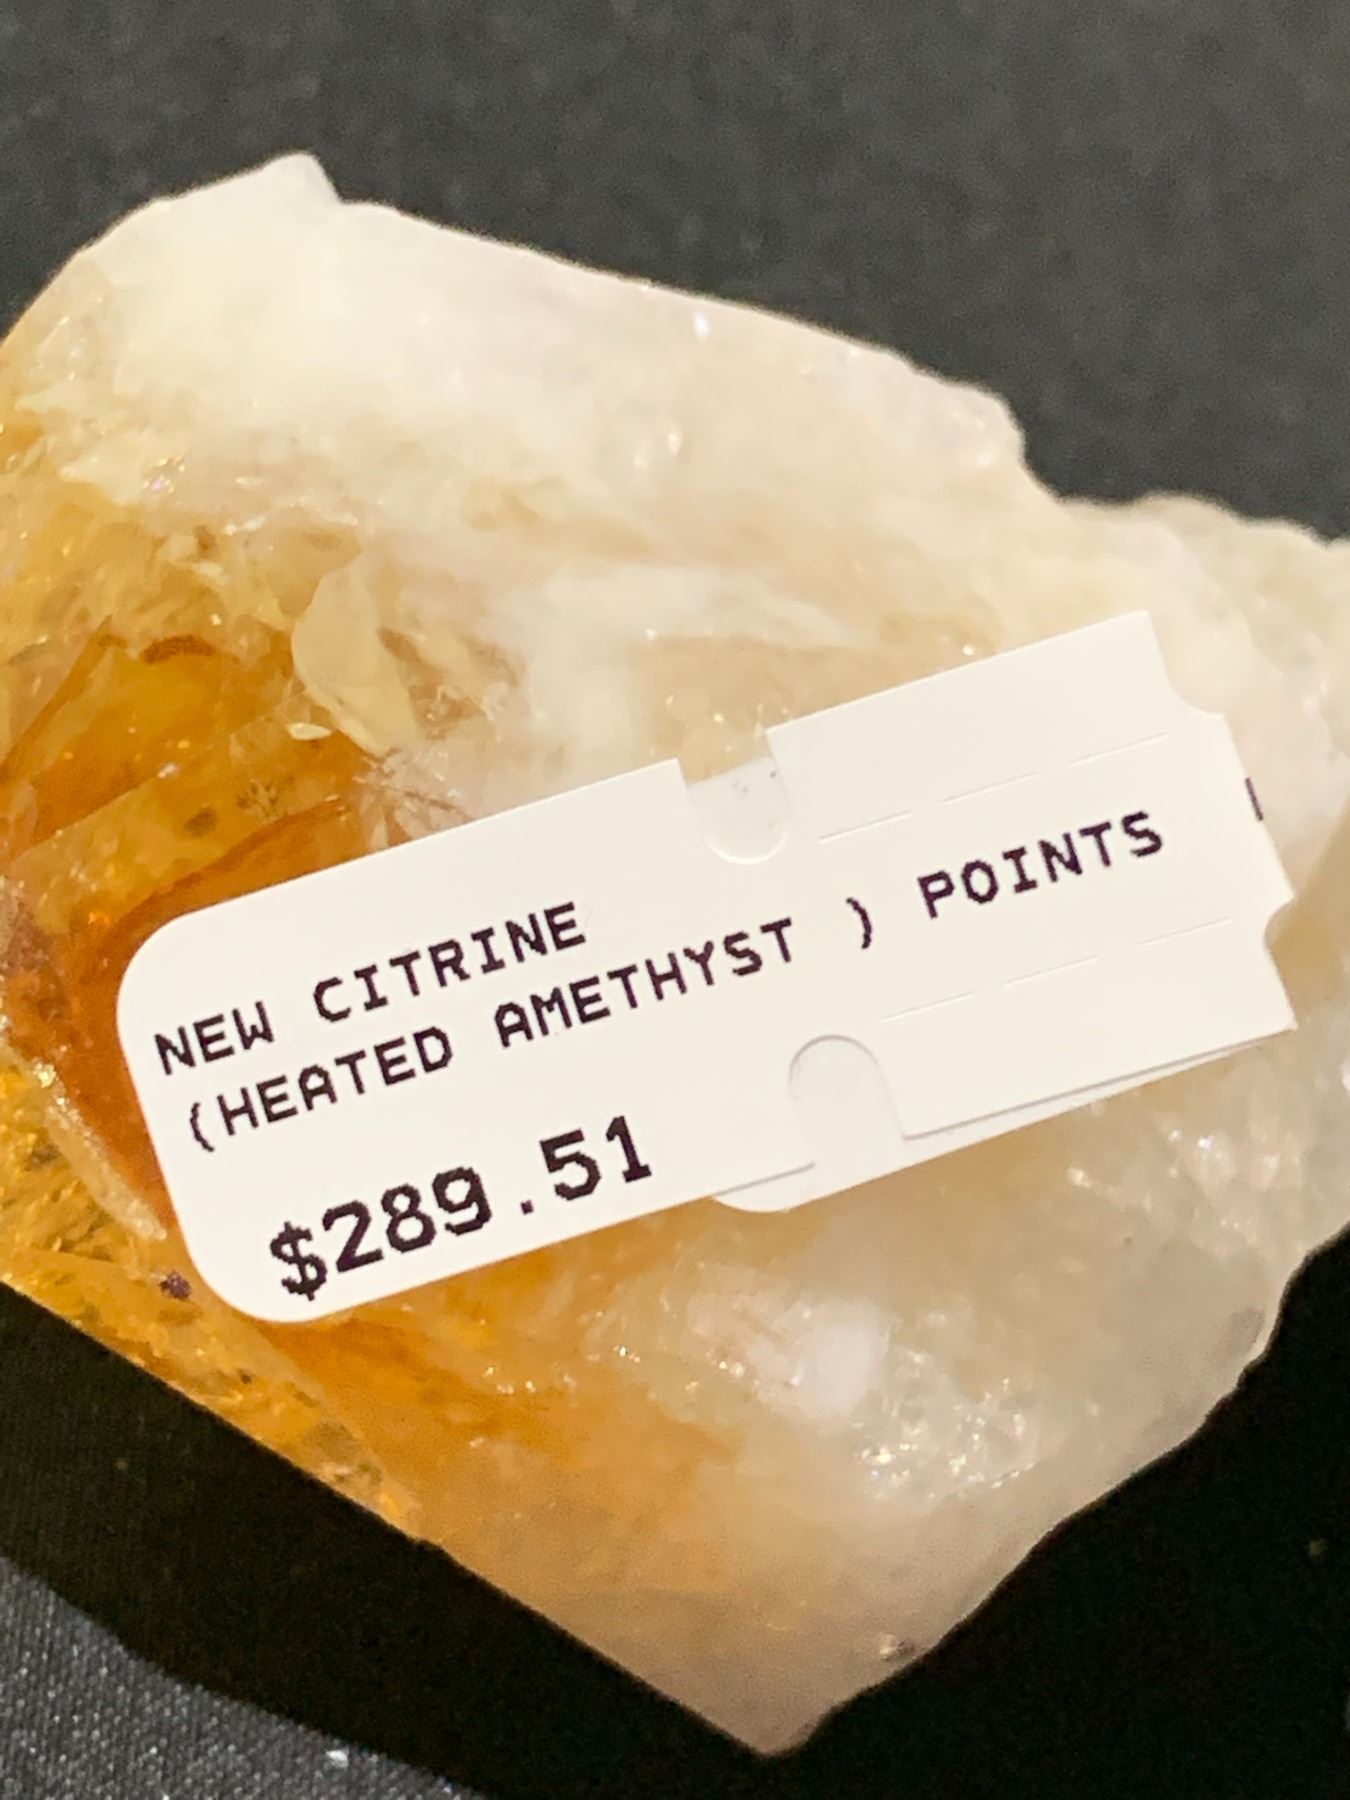 NEW CITRINE
(HEATED AMETHYST ) POINTS
$289.51